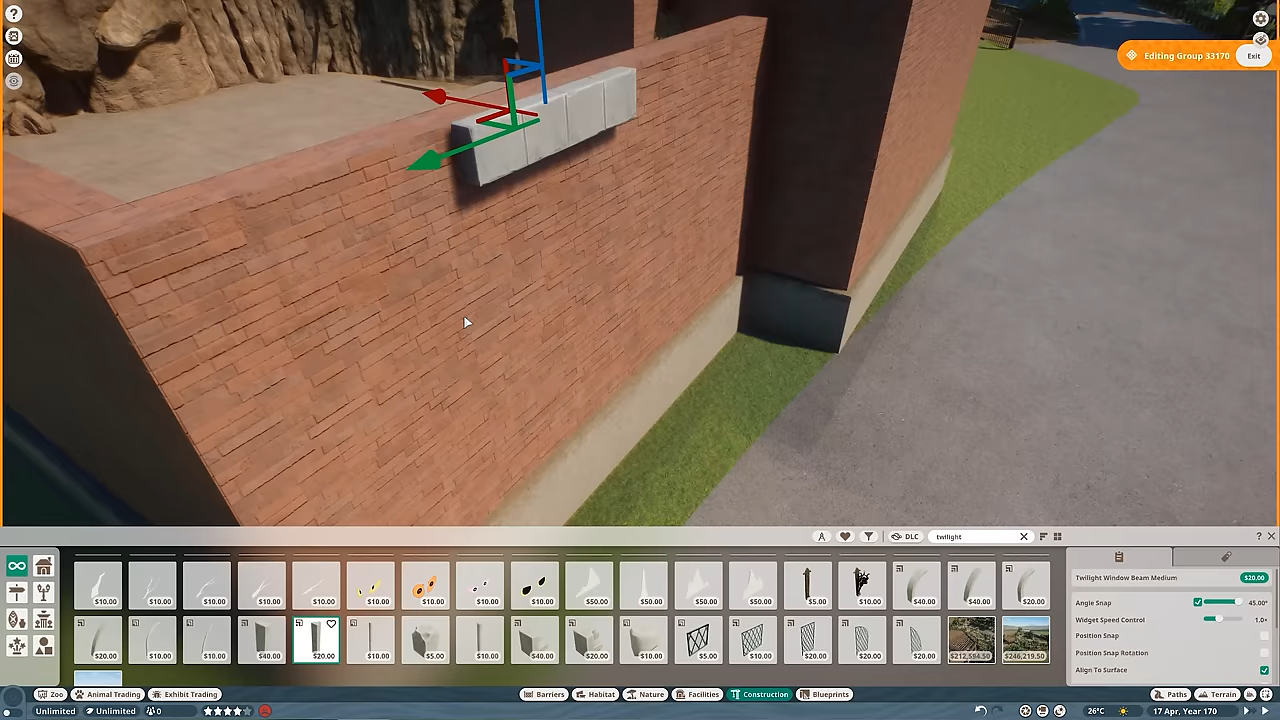 ?
Editing Group 33170
Exit
A
DLC
twilight
? ×
$10.00 $10.00 $10.00 $10.00 $10.00 $10.00 $10.00 $10.00 $10.00 $50.00 $50.00 $50.00 $50.00 $5.00 $10.00 $40.00 $40.00 $20.00
$20.00 $10.00 $10.00 $40.00 $20.00 $10.00 $5.00 $10.00 $40.00 $20.00 $10.00 $5.00 $10.00 $20.00 $20.00 $20.00 $212,594.50 $246,219.50
Twilight Window Beam Medium $20.00
Angle Snap 45.00°
Widget Speed Control 1.0×
Position Snap
Position Snap Rotation
Align To Surface
Zoo Animal Trading Exhibit Trading Barriers Habitat Nature Facilities Construction Blueprints Paths Terrain
Unlimited Unlimited 0 26°C 17 Apr, Year 170